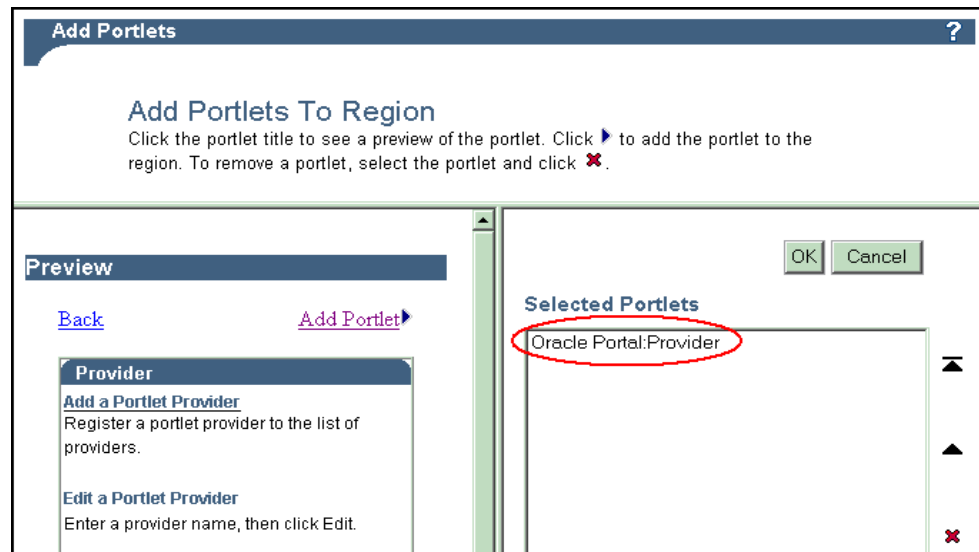 Add Portlets
?
Add Portlets To Region
Click the portlet title to see a preview of the portlet. Click to add the portlet to the
region. To remove a portlet, select the portlet and click .
Preview
Back
Add Portlet
Provider
Add a Portlet Provider
Register a portlet provider to the list of
providers.
Edit a Portlet Provider
Enter a provider name, then click Edit.
OK
Cancel
Selected Portlets
Oracle Portal:Provider